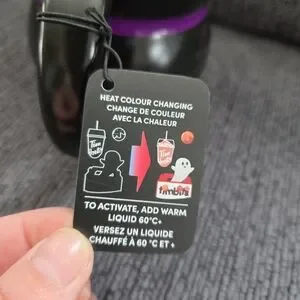 HEAT COLOUR CHANGING
CHANGE DE COULEUR
AVEC LA CHALEUR
Tim
timbits
TO ACTIVATE, ADD WARM
LIQUID 60°C+
VERSEZ UN LIQUIDE
CHAUFFÉ À 60 °C ET +